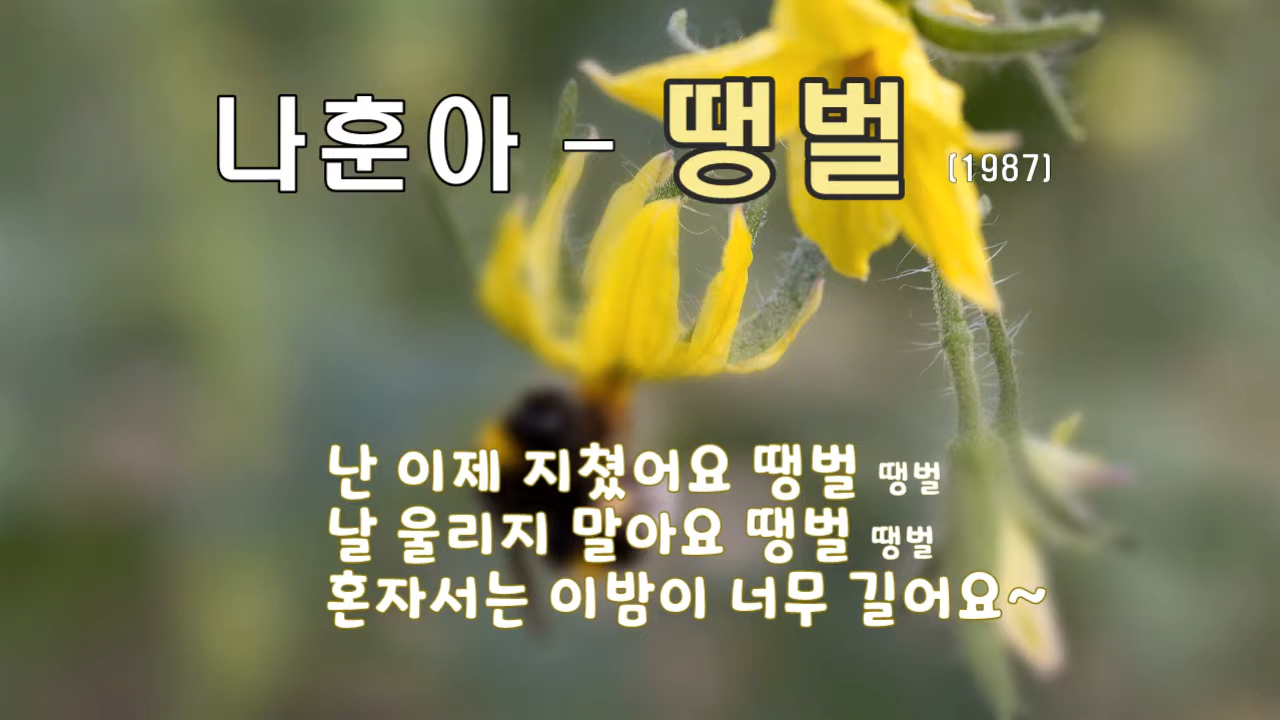 나훈아 - 땡벌 (1987)
난 이제 지쳤어요 땡벌 땡벌
날 울리지 말아요 땡벌 땡벌
혼자서는 이밤이 너무 길어요~